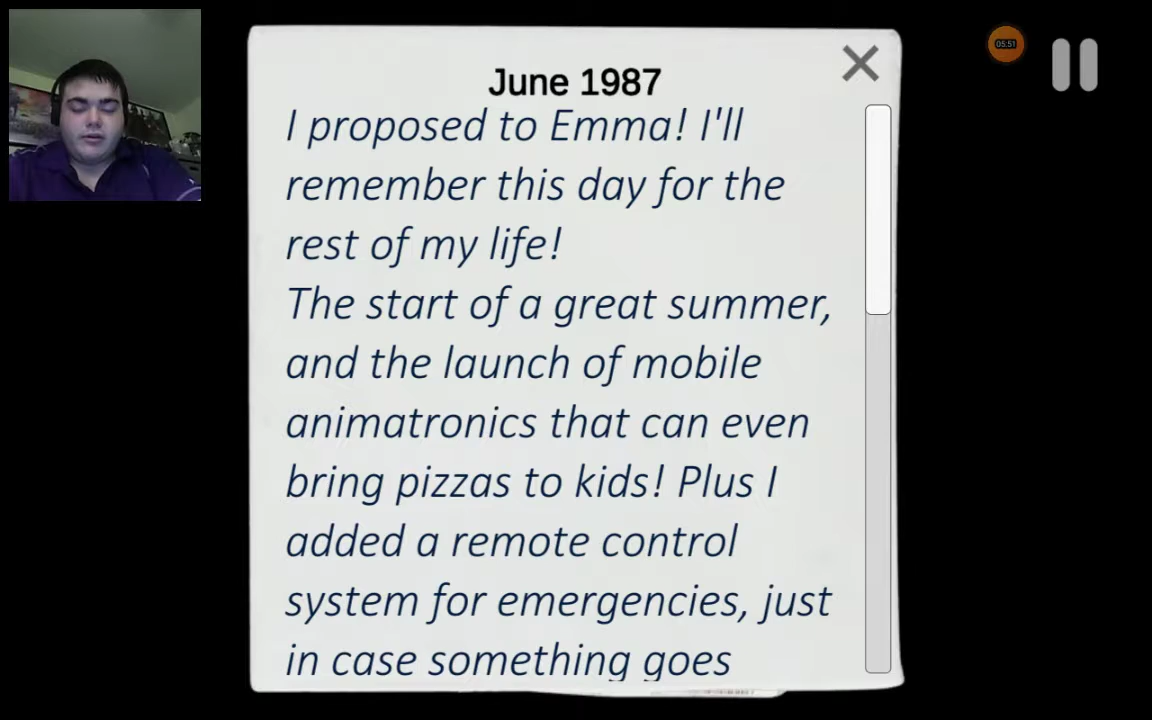 05:51
June 1987
I proposed to Emma! I'll
remember this day for the
rest of my life!
The start of a great summer,
and the launch of mobile
animatronics that can even
bring pizzas to kids! Plus I
added a remote control
system for emergencies, just
in case something goes